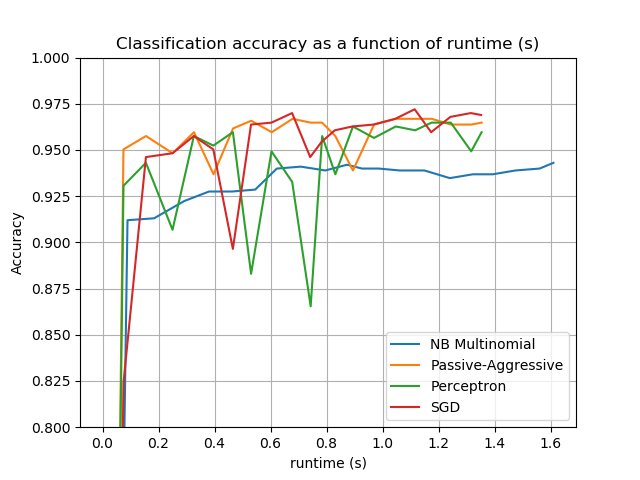 Classification accuracy as a function of runtime (s)
1.000
0.975
0.950
0.925
0.900
0.875
0.850
0.825
0.800
Accuracy
NB Multinomial
Passive-Aggressive
Perceptron
SGD
0.0 0.2 0.4 0.6 0.8 1.0 1.2 1.4 1.6
runtime (s)